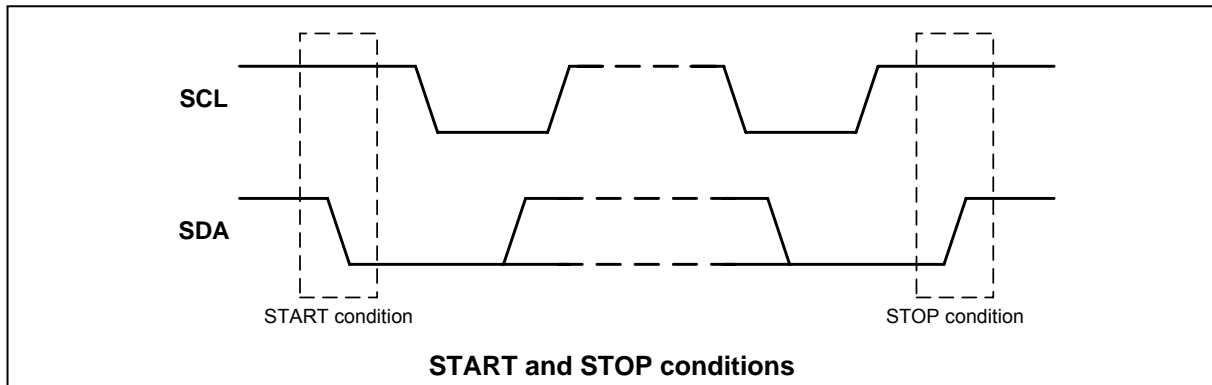 SCL
SDA
START condition
STOP condition
START and STOP conditions